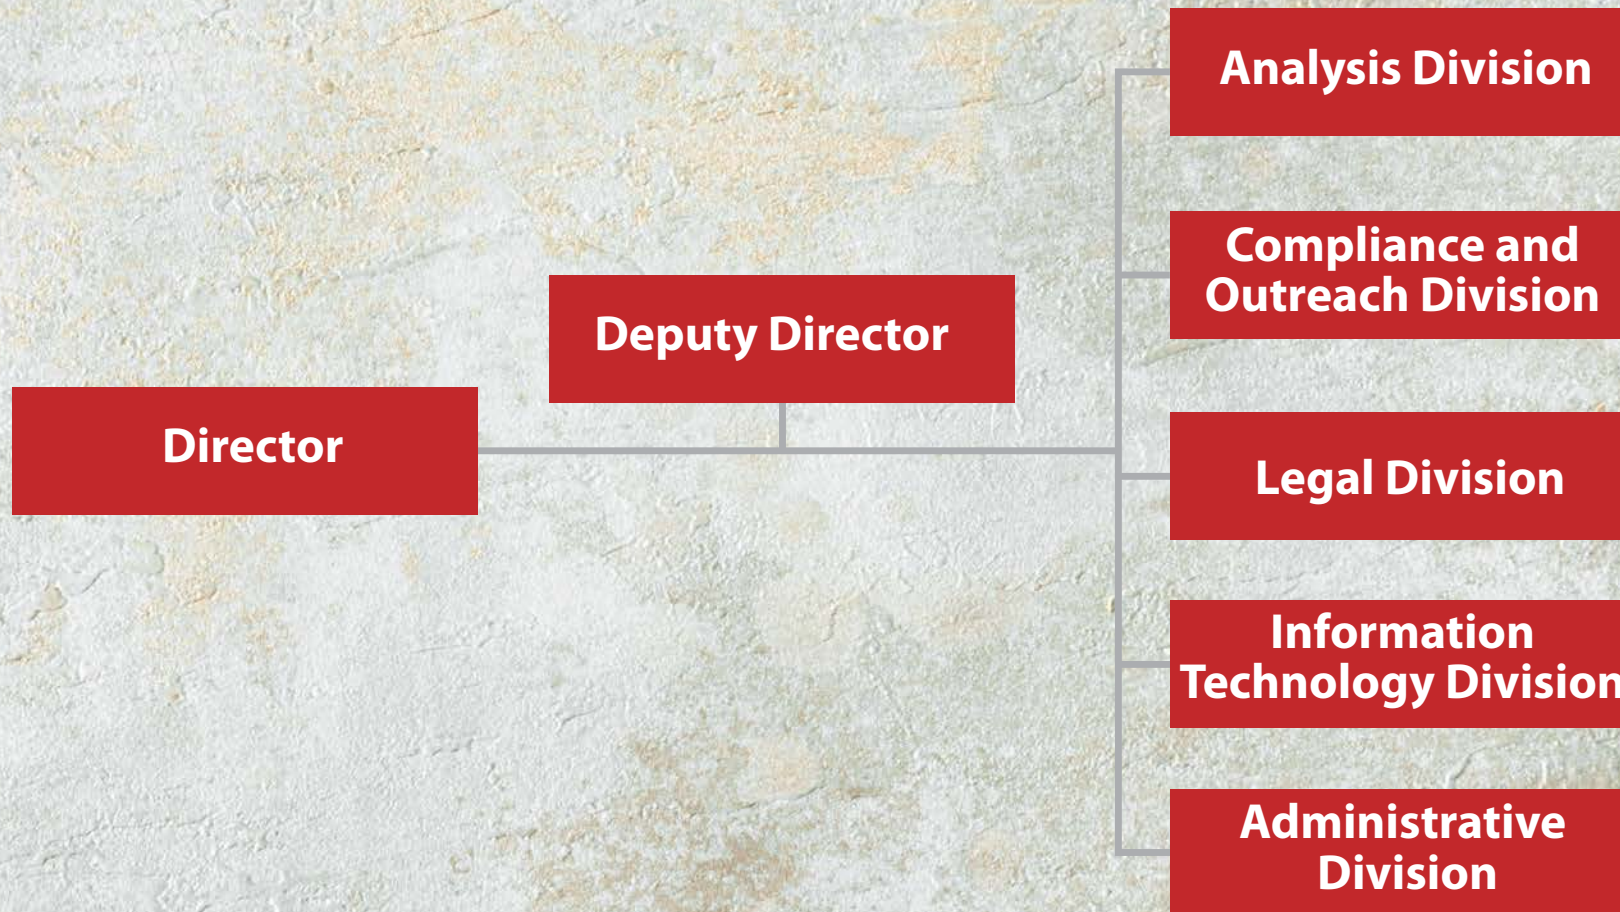 Director
Deputy Director
Analysis Division
Compliance and
Outreach Division
Legal Division
Information
Technology Division
Administrative
Division